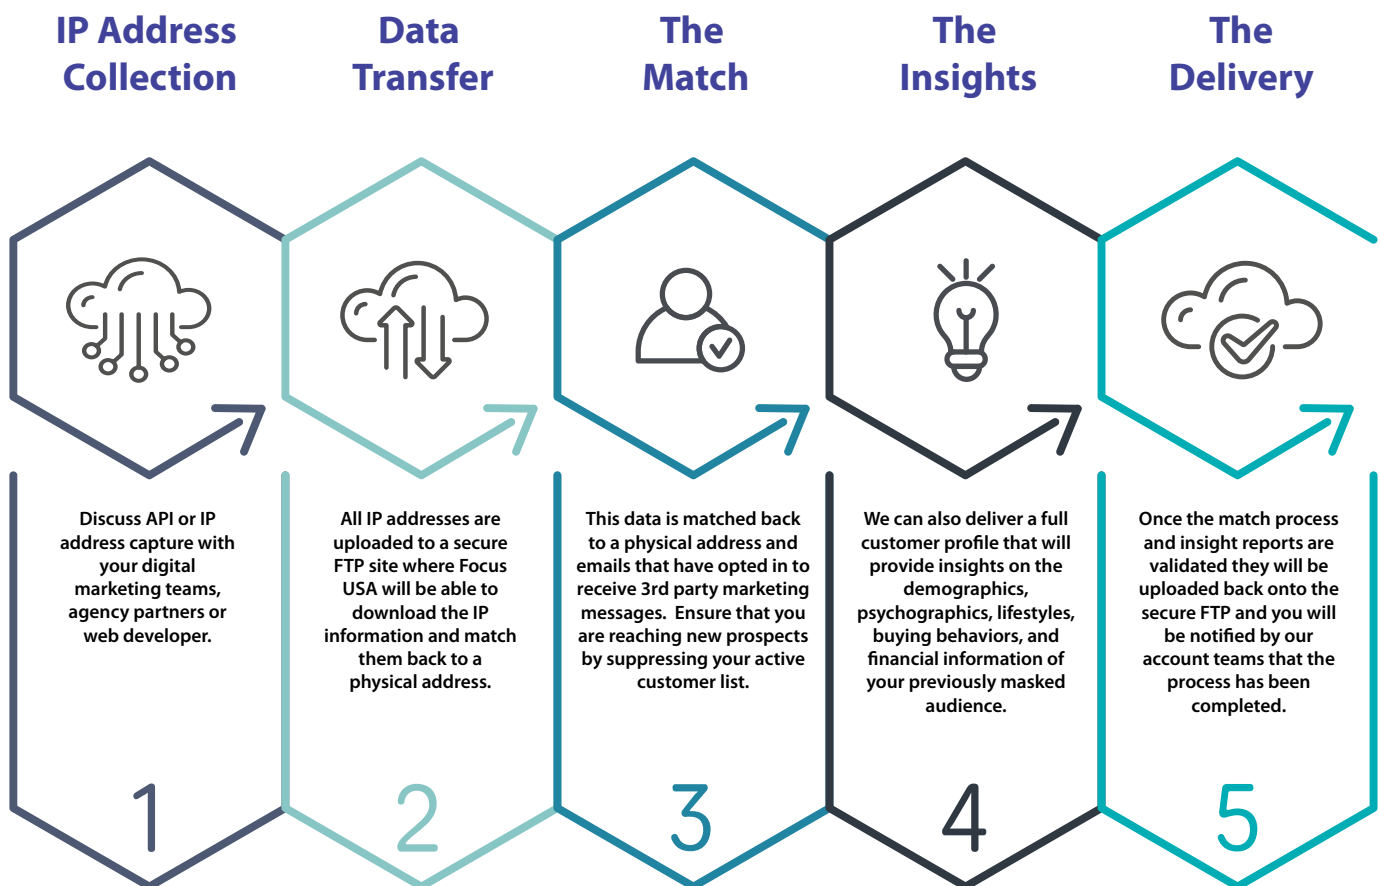 IP Address
Collection
Data
Transfer
The
Match
The
Insights
The
Delivery
Discuss API or IP
address capture with
your digital
marketing teams,
agency partners or
web developer.
All IP addresses are
uploaded to a secure
FTP site where Focus
USA will be able to
download the IP
information and match
them back to a
physical address.
This data is matched back
to a physical address and
emails that have opted in to
receive 3rd party marketing
messages.  Ensure that you
are reaching new prospects
by suppressing your active
customer list.
We can also deliver a full
customer profile that will
provide insights on the
demographics,
psychographics, lifestyles,
buying behaviors, and
financial information of
your previously masked
audience.
Once the match process
and insight reports are
validated they will be
uploaded back onto the
secure FTP and you will
be notified by our
account teams that the
process has been
completed.
1
2
3
4
5